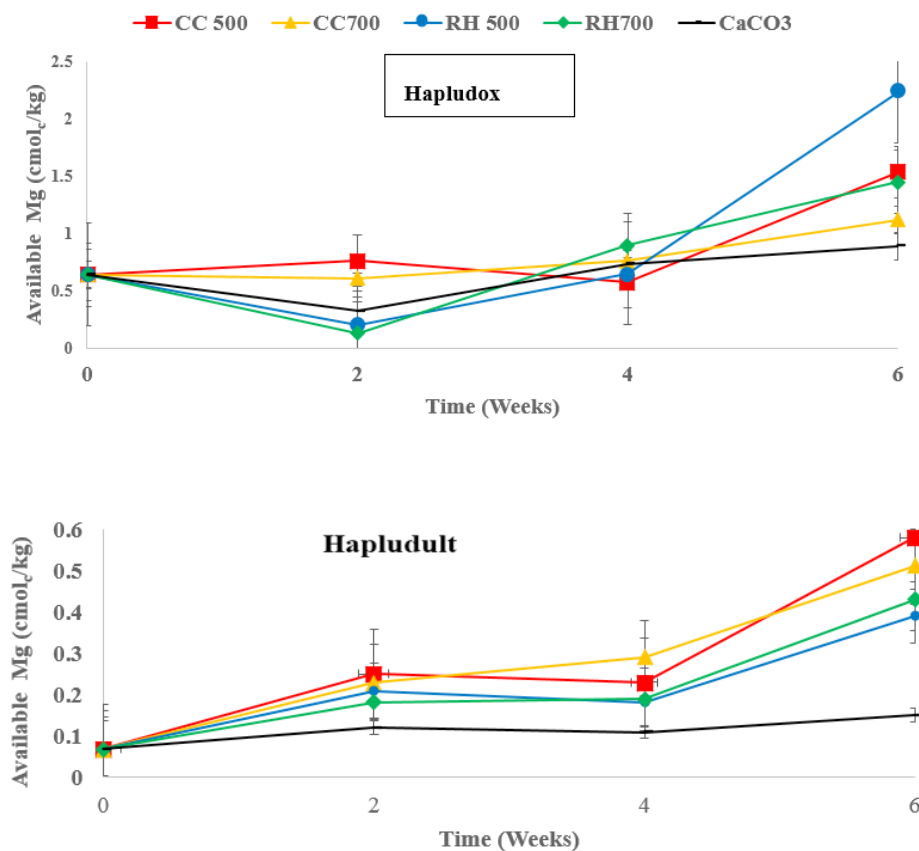 CC 500 CC700 RH 500 RH700 CaCO3
Hapludox
Available Mg (cmolc/kg)
2.5
2
1.5
1
0.5
0
0 2 4 6
Time (Weeks)
Hapludult
Available Mg (cmolc/kg)
0.6
0.5
0.4
0.3
0.2
0.1
0
0 2 4 6
Time (Weeks)